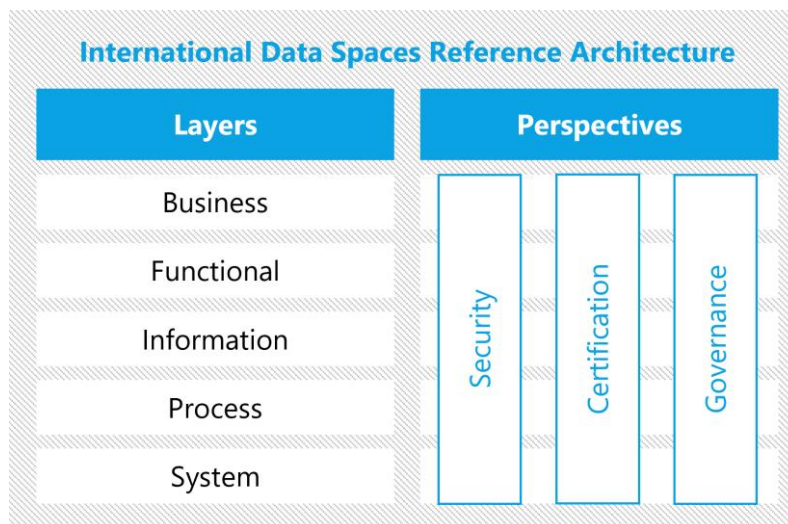 International Data Spaces Reference Architecture
Layers
Perspectives
Business
Functional
Information
Process
System
Security
Certification
Governance